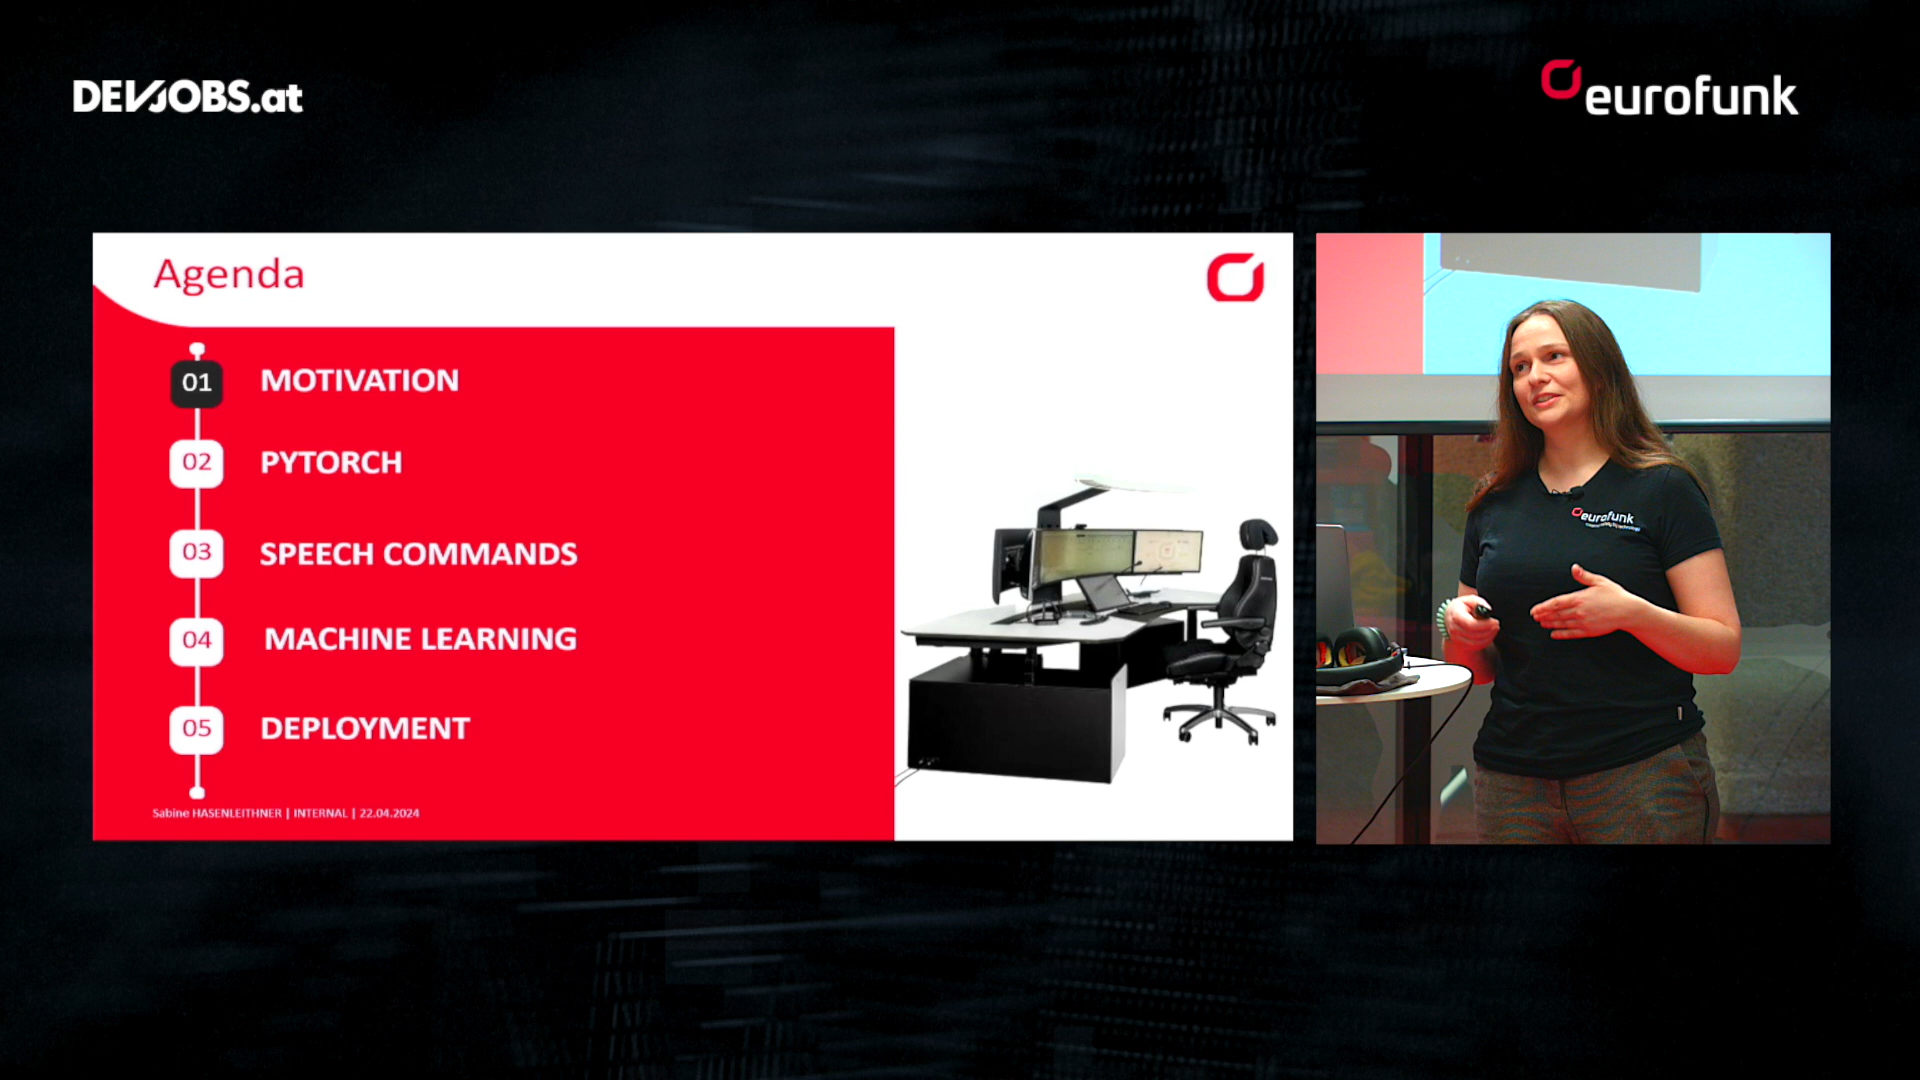 DEVJOBS.at
eurofunk
Agenda
01 MOTIVATION
02 PYTORCH
03 SPEECH COMMANDS
04 MACHINE LEARNING
05 DEPLOYMENT
Sabine HASENLEITHNER | INTERNAL | 22.04.2024
eurofunk